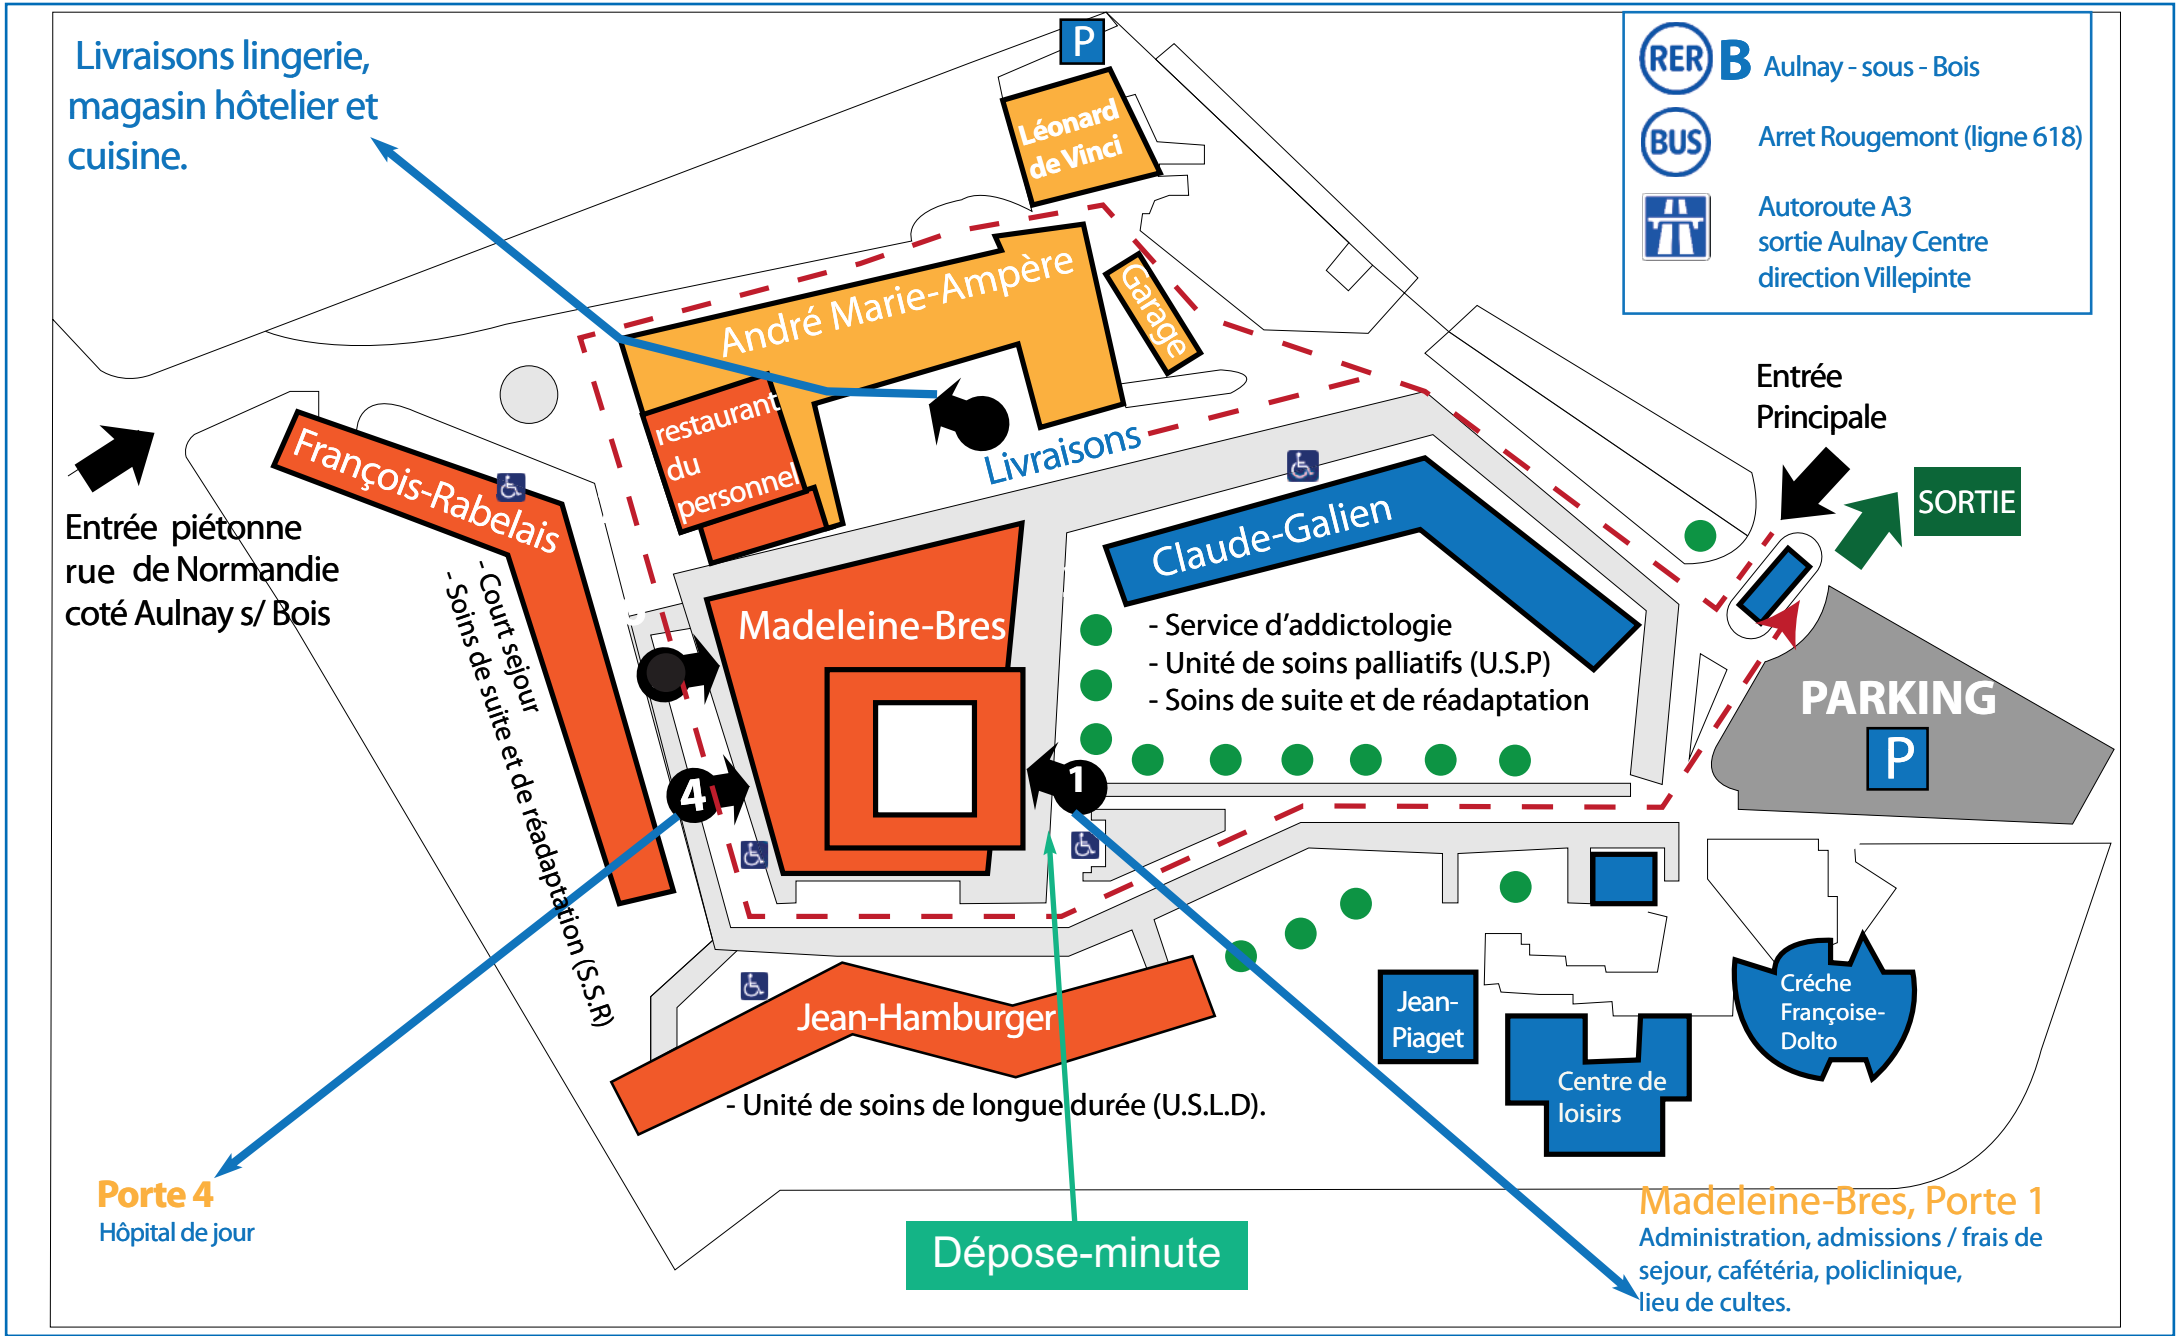 Livraisons lingerie,
magasin hôtelier et
cuisine.
P
Léonard
de Vinci
RER B Aulnay - sous - Bois
BUS Arret Rougemont (ligne 618)
Autoroute A3
sortie Aulnay Centre
direction Villepinte
André Marie-Ampère
Garage
restaurant
du
personnel
Livraisons
Entrée
Principale
SORTIE
François-Rabelais
- Court sejour
- Soins de suite et de réadaptation (S.S.R)
Entrée piétonne
rue de Normandie
coté Aulnay s/ Bois
Claude-Galien
- Service d'addictologie
- Unité de soins palliatifs (U.S.P)
- Soins de suite et de réadaptation
Madeleine-Bres
PARKING
P
4
1
Jean-Hamburger
- Unité de soins de longue durée (U.S.L.D).
Jean-
Piaget
Centre de
loisirs
Créche
Françoise-
Dolto
Porte 4
Hôpital de jour
Dépose-minute
Madeleine-Bres, Porte 1
Administration, admissions / frais de
sejour, cafétéria, policlinique,
lieu de cultes.